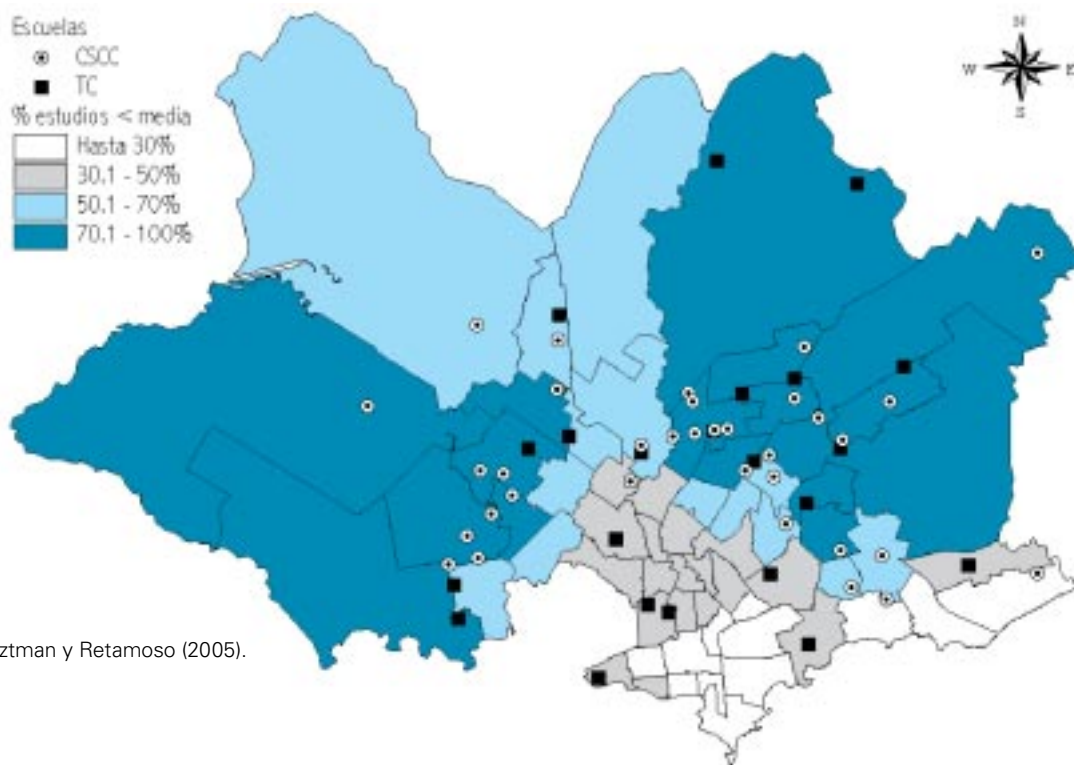 Escuelas
CSCC
TC
% estudios < media
Hasta 30%
30.1 - 50%
50.1 - 70%
70.1 - 100%
N
W E
S
ztman y Retamoso (2005).